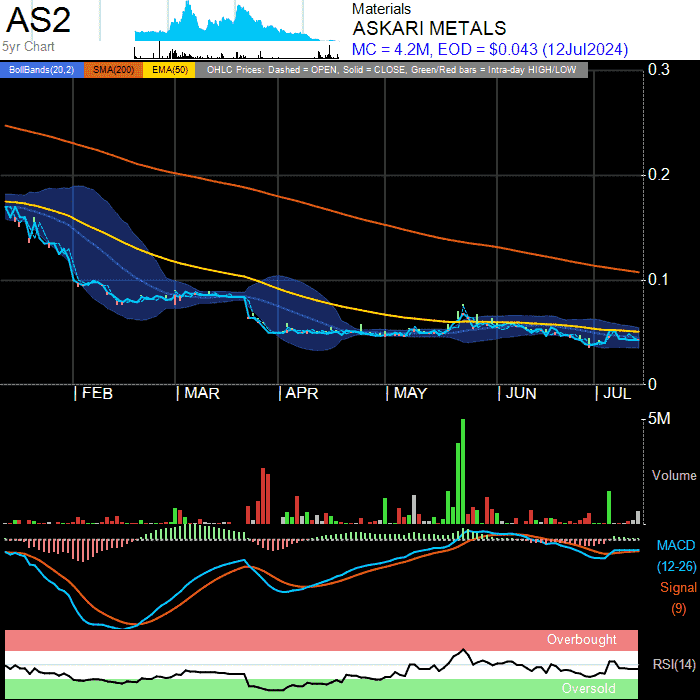 AS2
5yr Chart
Materials
ASKARI METALS
MC = 4.2M, EOD = $0.043 (12Jul2024)
BollBands(20,2) SMA(200) EMA(50) OHLC Prices: Dashed = OPEN, Solid = CLOSE, Green/Red bars = Intra-day HIGH/LOW
0.3
0.2
0.1
0
| FEB | MAR | APR | MAY | JUN | JUL
5M
Volume
MACD
(12-26)
Signal
(9)
Overbought
RSI(14)
Oversold